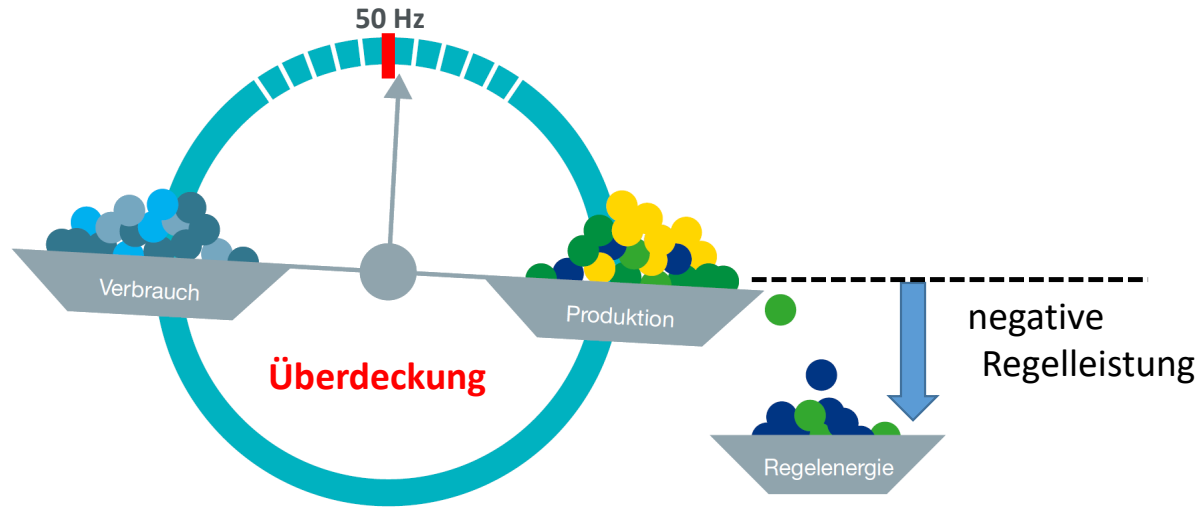 50 Hz
Verbrauch
Produktion
Überdeckung
negative
Regelleistung
Regelenergie